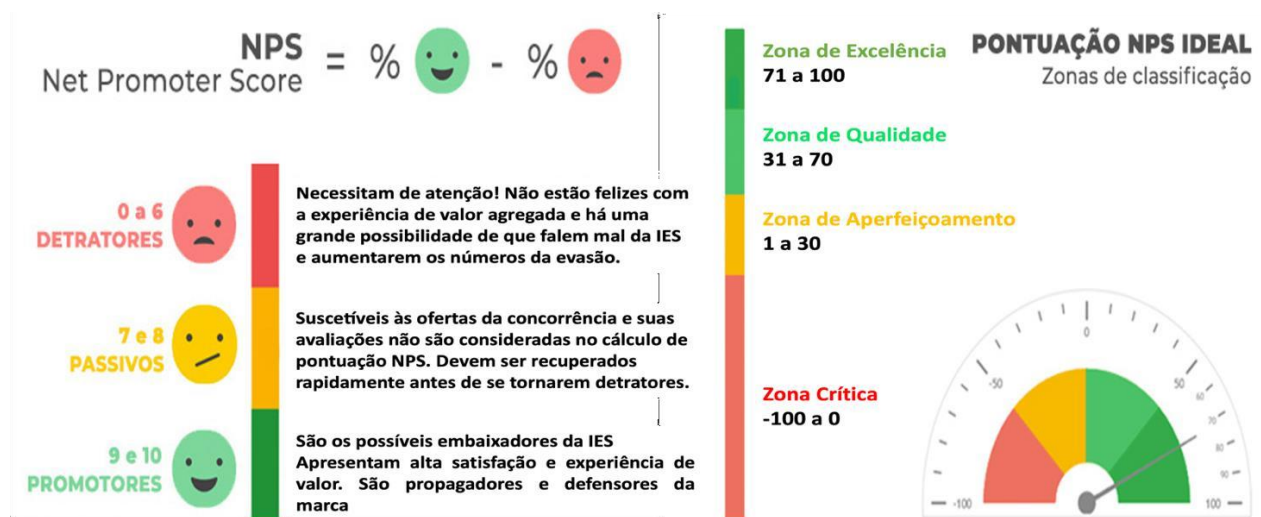 NPS
Net Promoter Score
= % - %
0 a 6
DETRATORES
Necessitam de atenção! Não estão felizes com
a experiência de valor agregada e há uma
grande possibilidade de que falem mal da IES
e aumentarem os números da evasão.
7 e 8
PASSIVOS
Suscetíveis às ofertas da concorrência e suas
avaliações não são consideradas no cálculo de
pontuação NPS. Devem ser recuperados
rapidamente antes de se tornarem detratores.
9 e 10
PROMOTORES
São os possíveis embaixadores da IES
Apresentam alta satisfação e experiência de
valor. São propagadores e defensores da
marca
PONTUAÇÃO NPS IDEAL
Zonas de classificação
Zona de Excelência
71 a 100
Zona de Qualidade
31 a 70
Zona de Aperfeiçoamento
1 a 30
Zona Crítica
-100 a 0
-100
-50
0
50
60
70
80
90
100